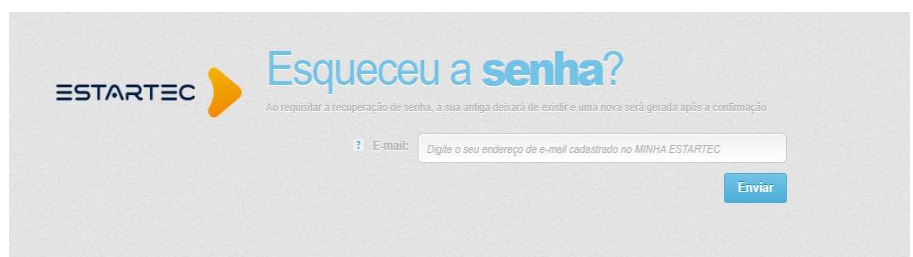 ESTARTEC
Esqueceu a senha?
Ao requisitar a recuperação de senha, a sua antiga deixará de existir e uma nova será gerada após a confirmação.
? E-mail: Digite o seu endereço de e-mail cadastrado no MINHA ESTARTEC
Enviar